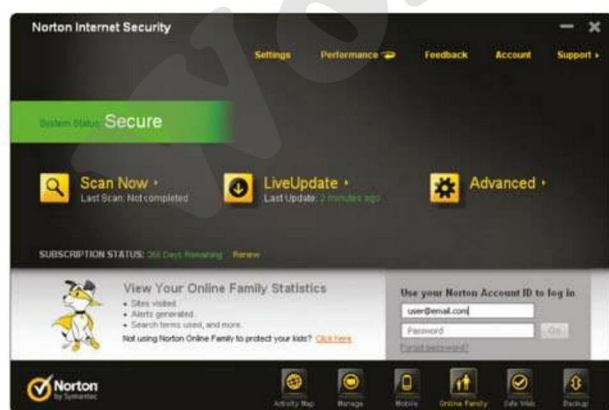 Norton Internet Security
Settings Performance Feedback Account Support
System Status: Secure
Scan Now
Last Scan: Not completed
LiveUpdate
Last Update: 2 minutes ago
Advanced
SUBSCRIPTION STATUS: 366 Days Remaining Renew
View Your Online Family Statistics
• Sites visited.
• Alerts generated.
• Search terms used, and more.
Not using Norton Online Family to protect your kids? Click here
Use your Norton Account ID to log in
user@email.com
Password Go
Forgot password?
Norton
by Symantec
Activity Map Manage Mobile Online Family Safe Web Backup